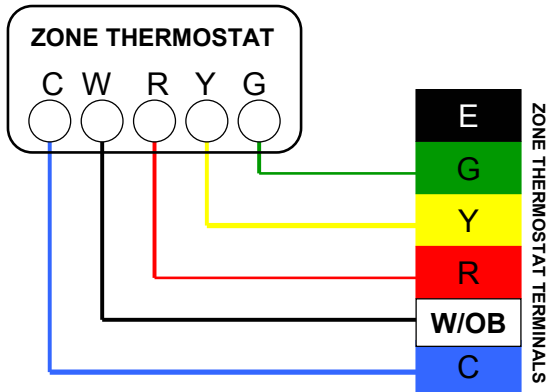 ZONE THERMOSTAT
C W R Y G
E
G
Y
R
W/OB
C
ZONE THERMOSTAT TERMINALS